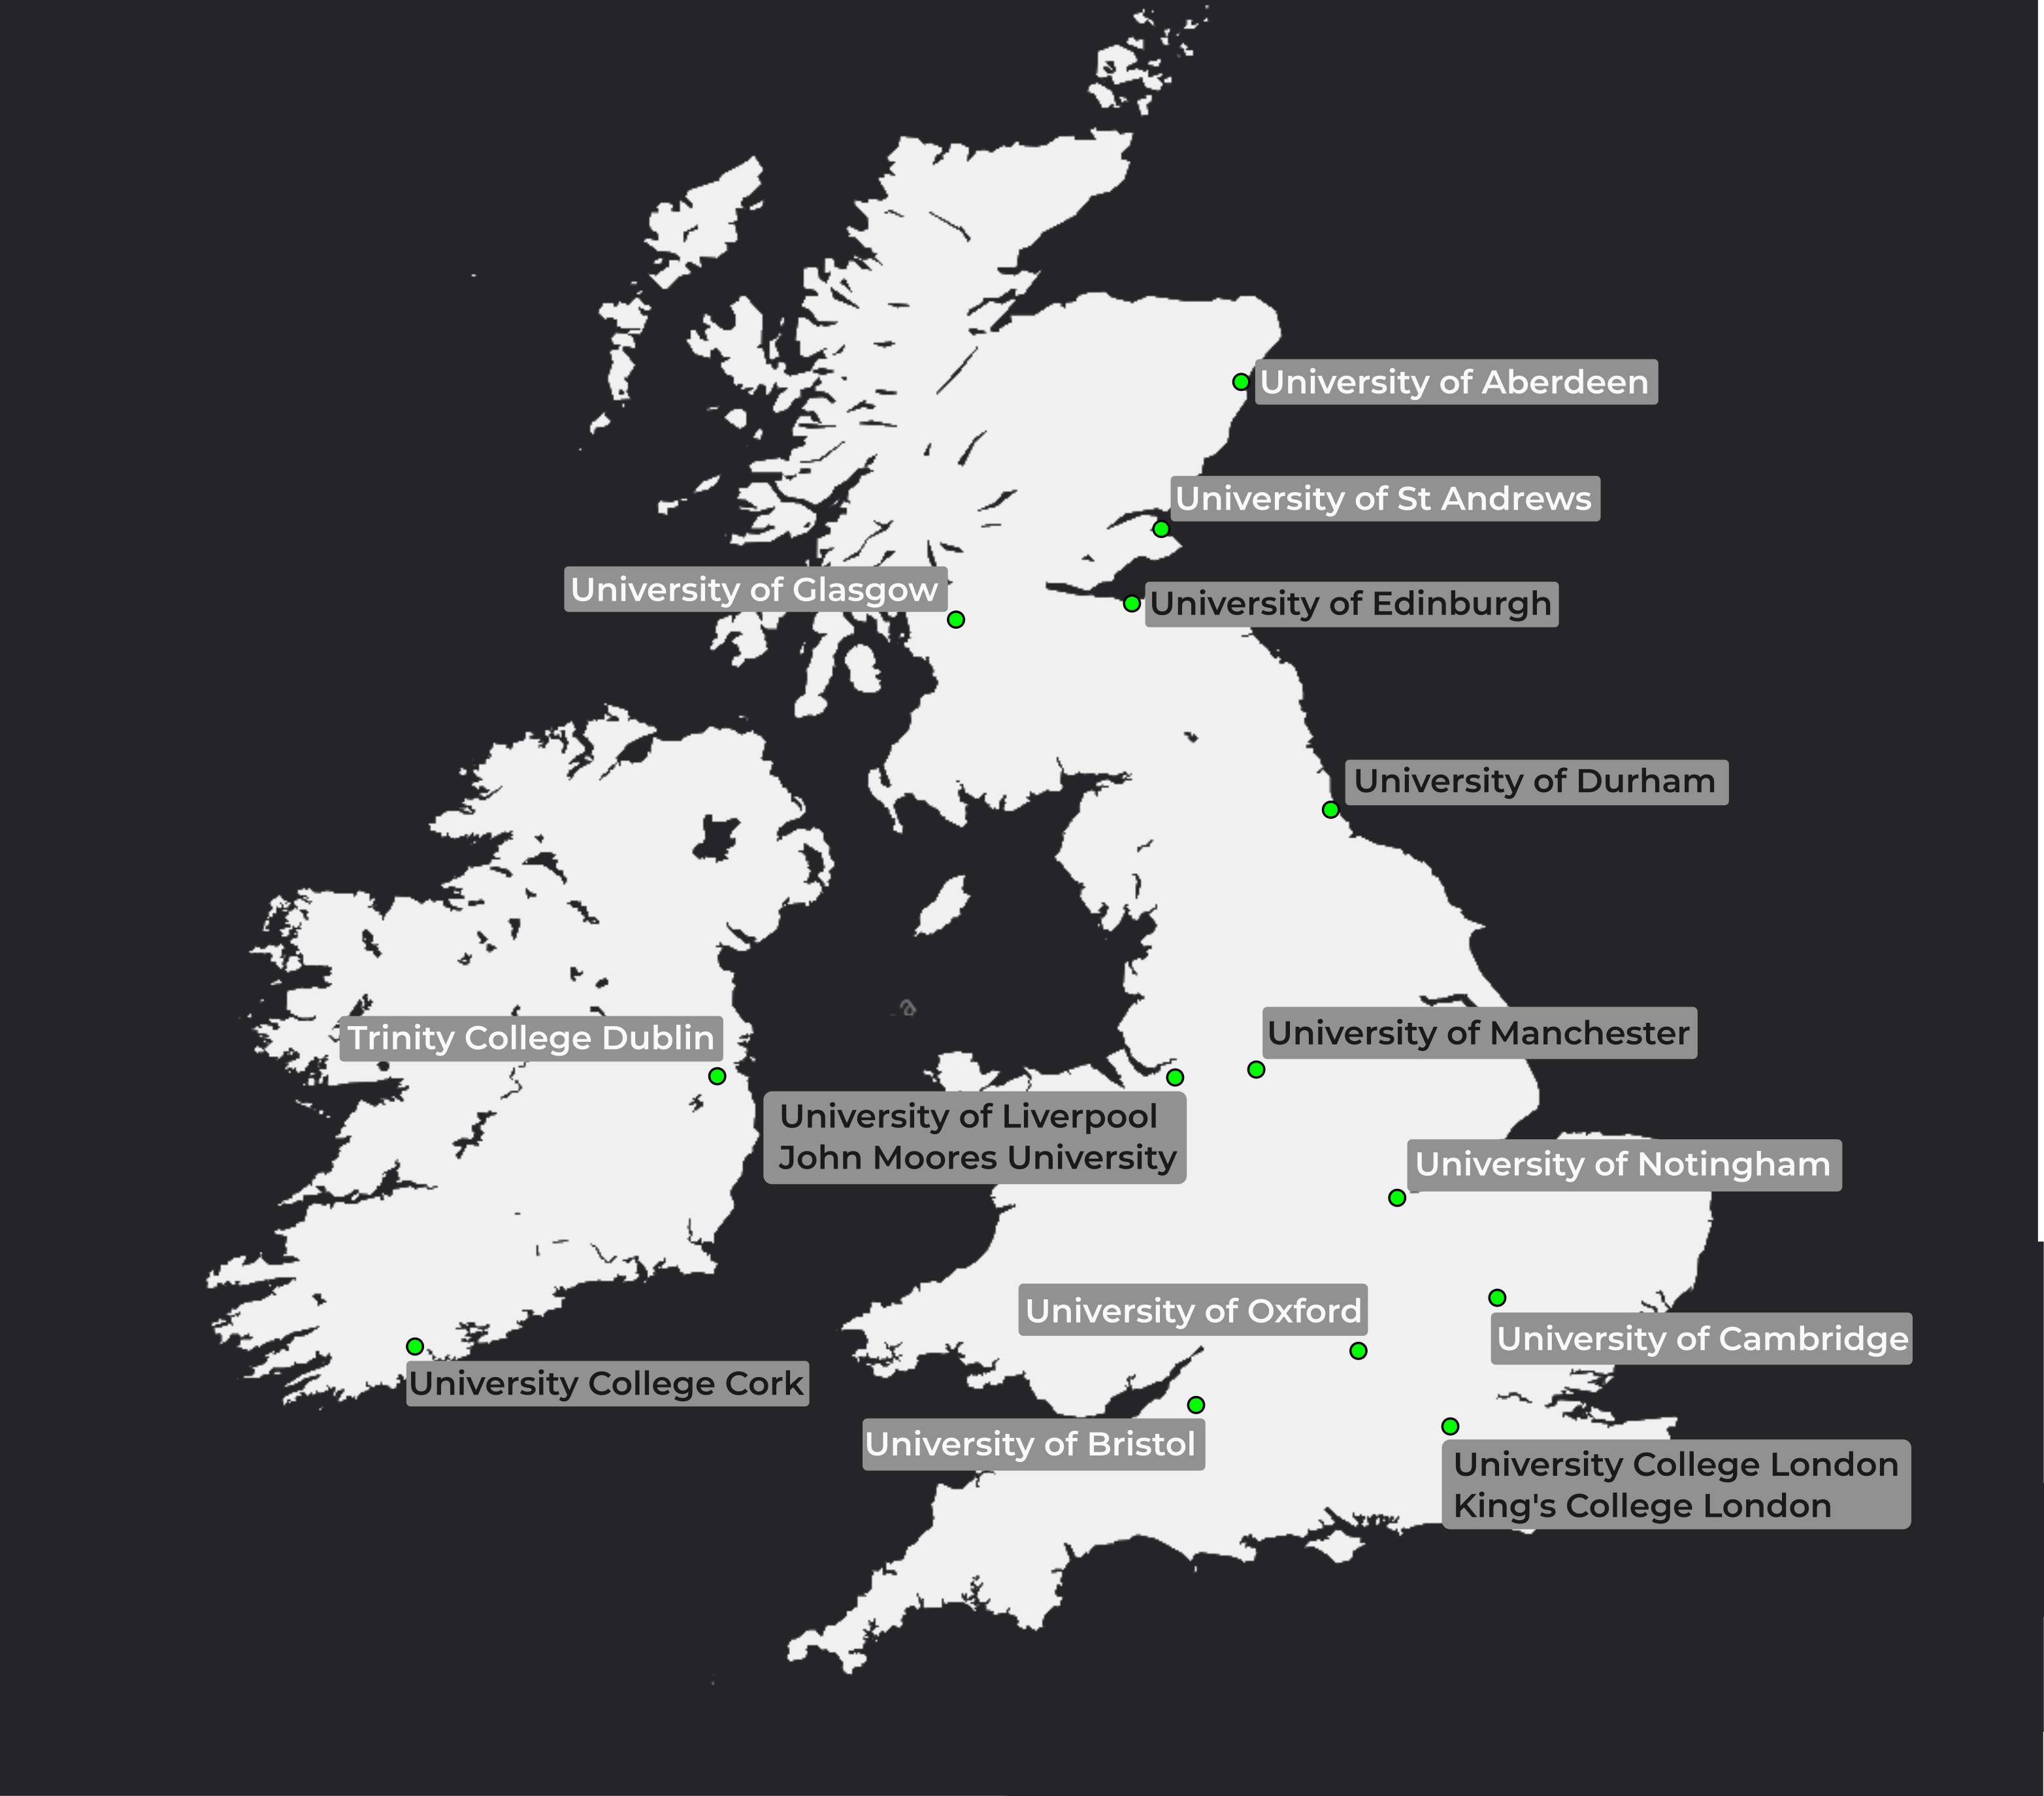 University of Aberdeen
University of St Andrews
University of Glasgow
University of Edinburgh
University of Durham
Trinity College Dublin
University of Manchester
University of Liverpool
John Moores University
University of Notingham
University of Oxford
University of Cambridge
University College Cork
University of Bristol
University College London
King's College London